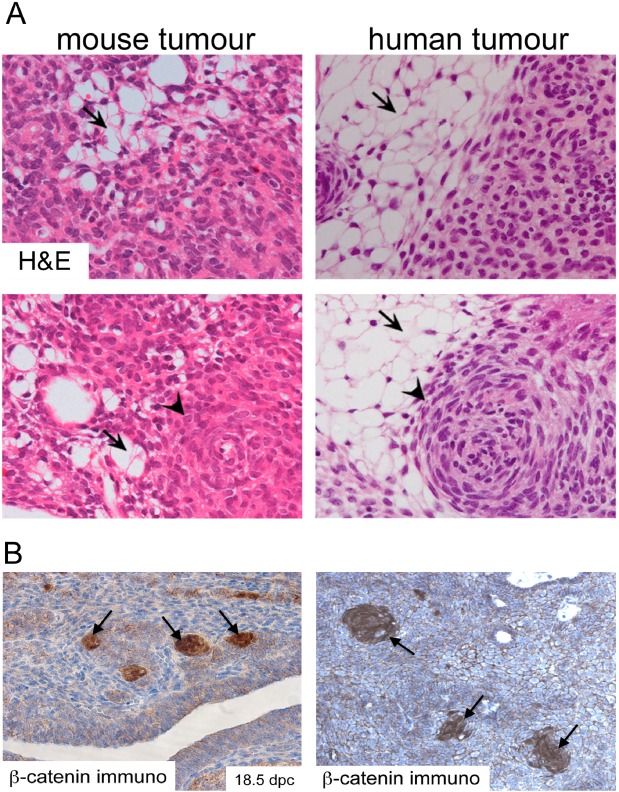 A
mouse tumour human tumour
H&E
B
β-catenin immuno 18.5 dpc β-catenin immuno